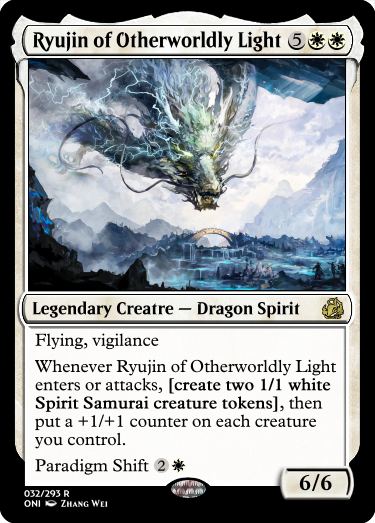 Ryujin of Otherworldly Light 5
Legendary Creatre — Dragon Spirit
Flying, vigilance
Whenever Ryujin of Otherworldly Light
enters or attacks, [create two 1/1 white
Spirit Samurai creature tokens], then
put a +1/+1 counter on each creature
you control.
Paradigm Shift 2
6/6
032/293 R
ONI Zhang Wei